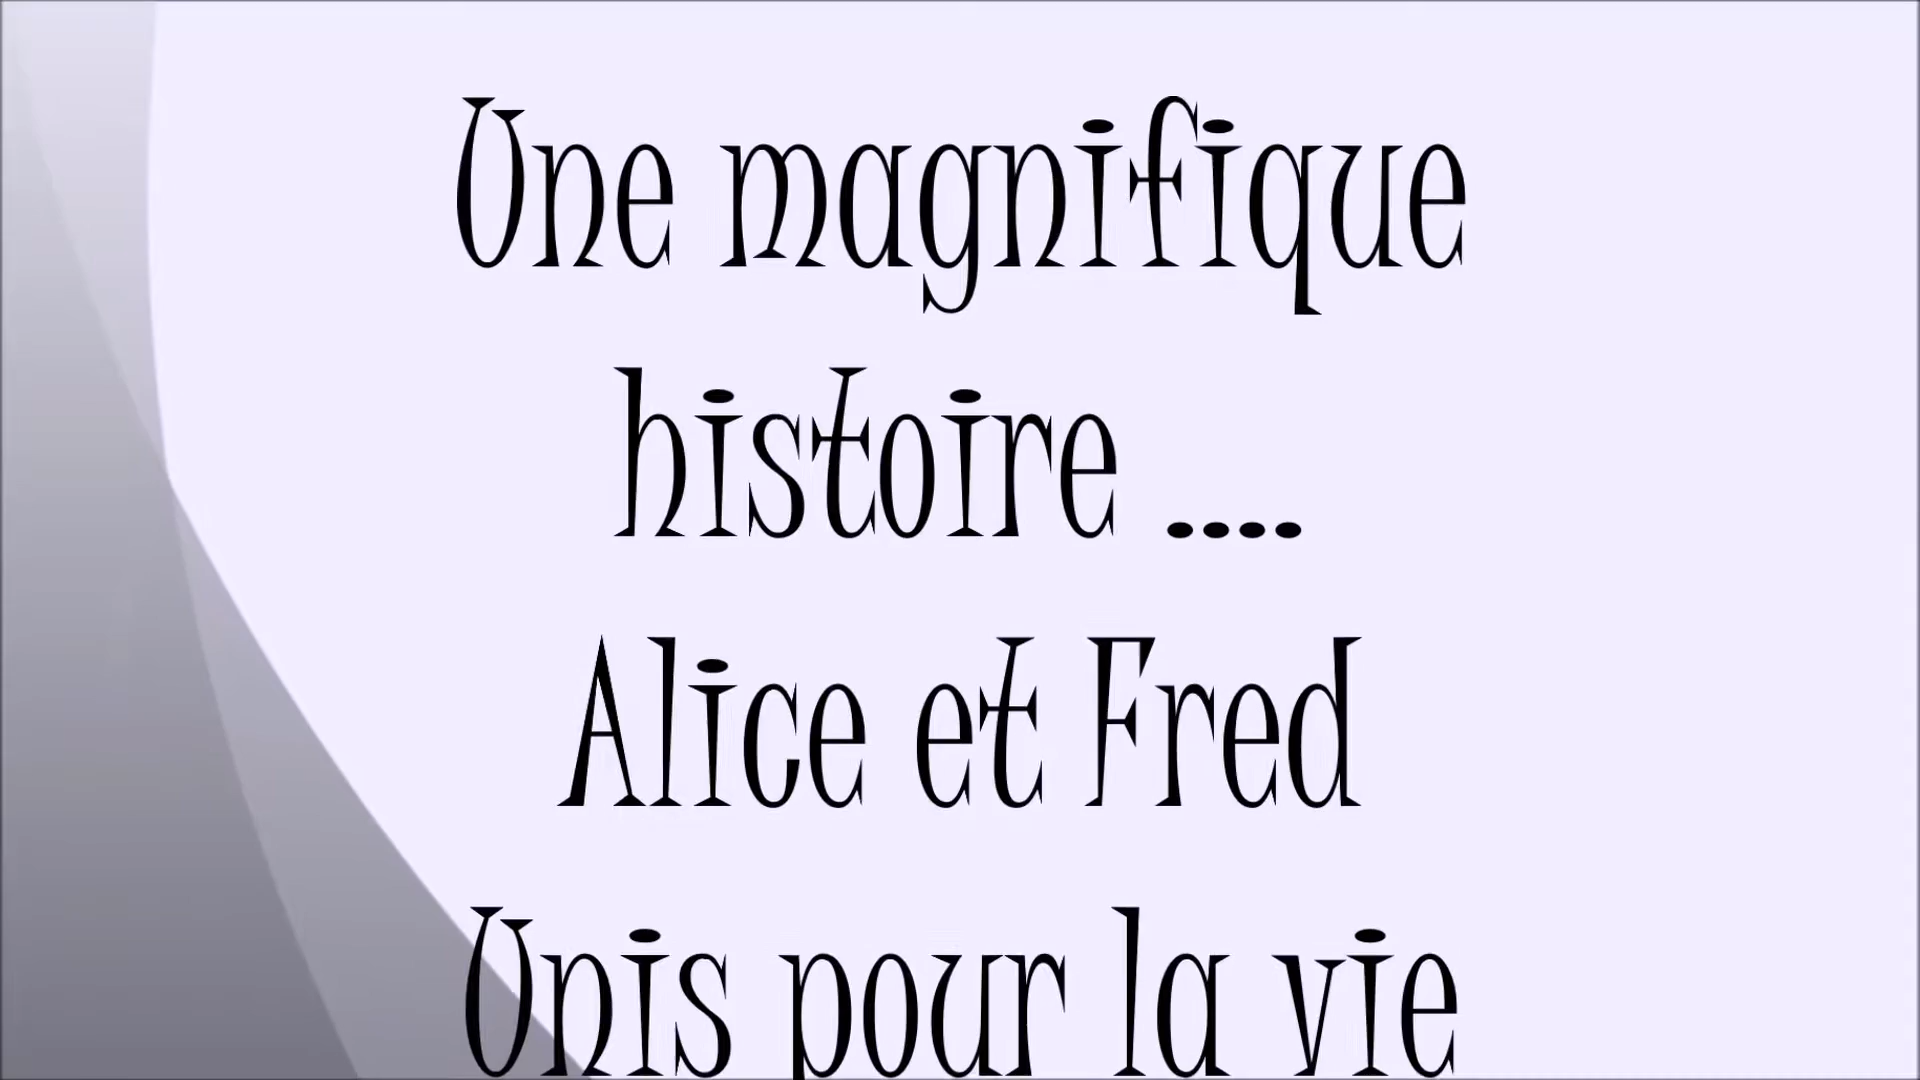 Une magnifique
histoire ....
Alice et Fred
Unis pour la vie